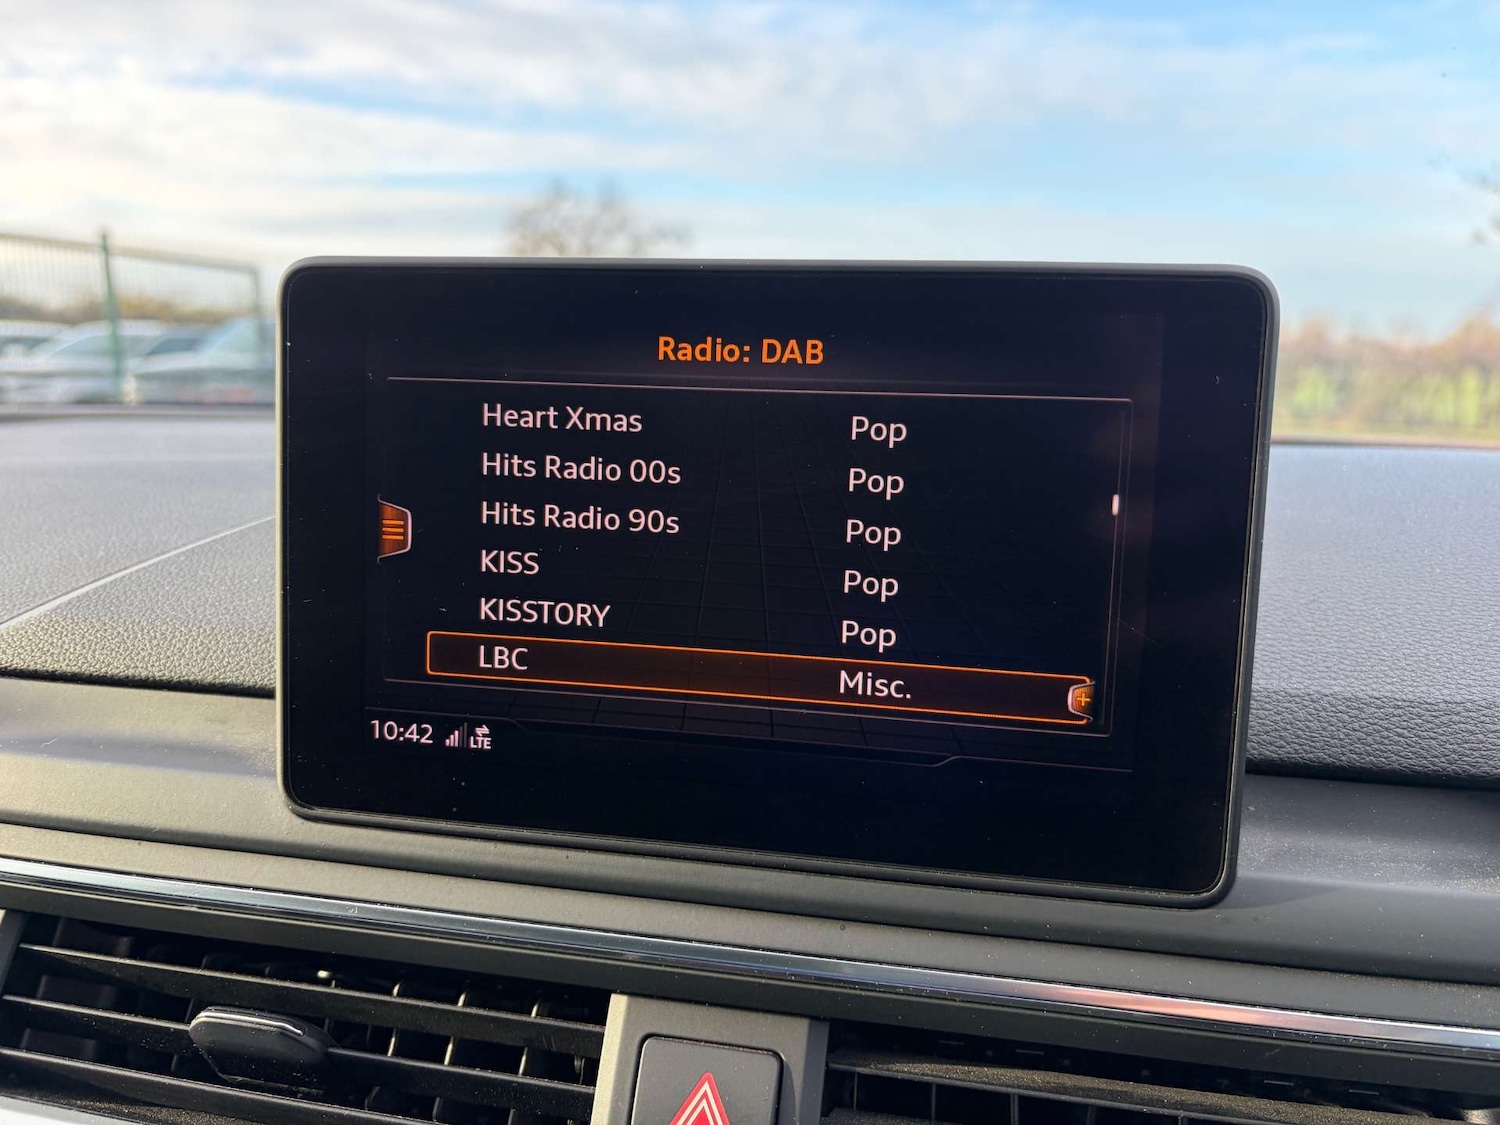 Radio: DAB
Heart Xmas Pop
Hits Radio 00s Pop
Hits Radio 90s Pop
KISS Pop
KISSTORY Pop
LBC Misc.
10:42 LTE